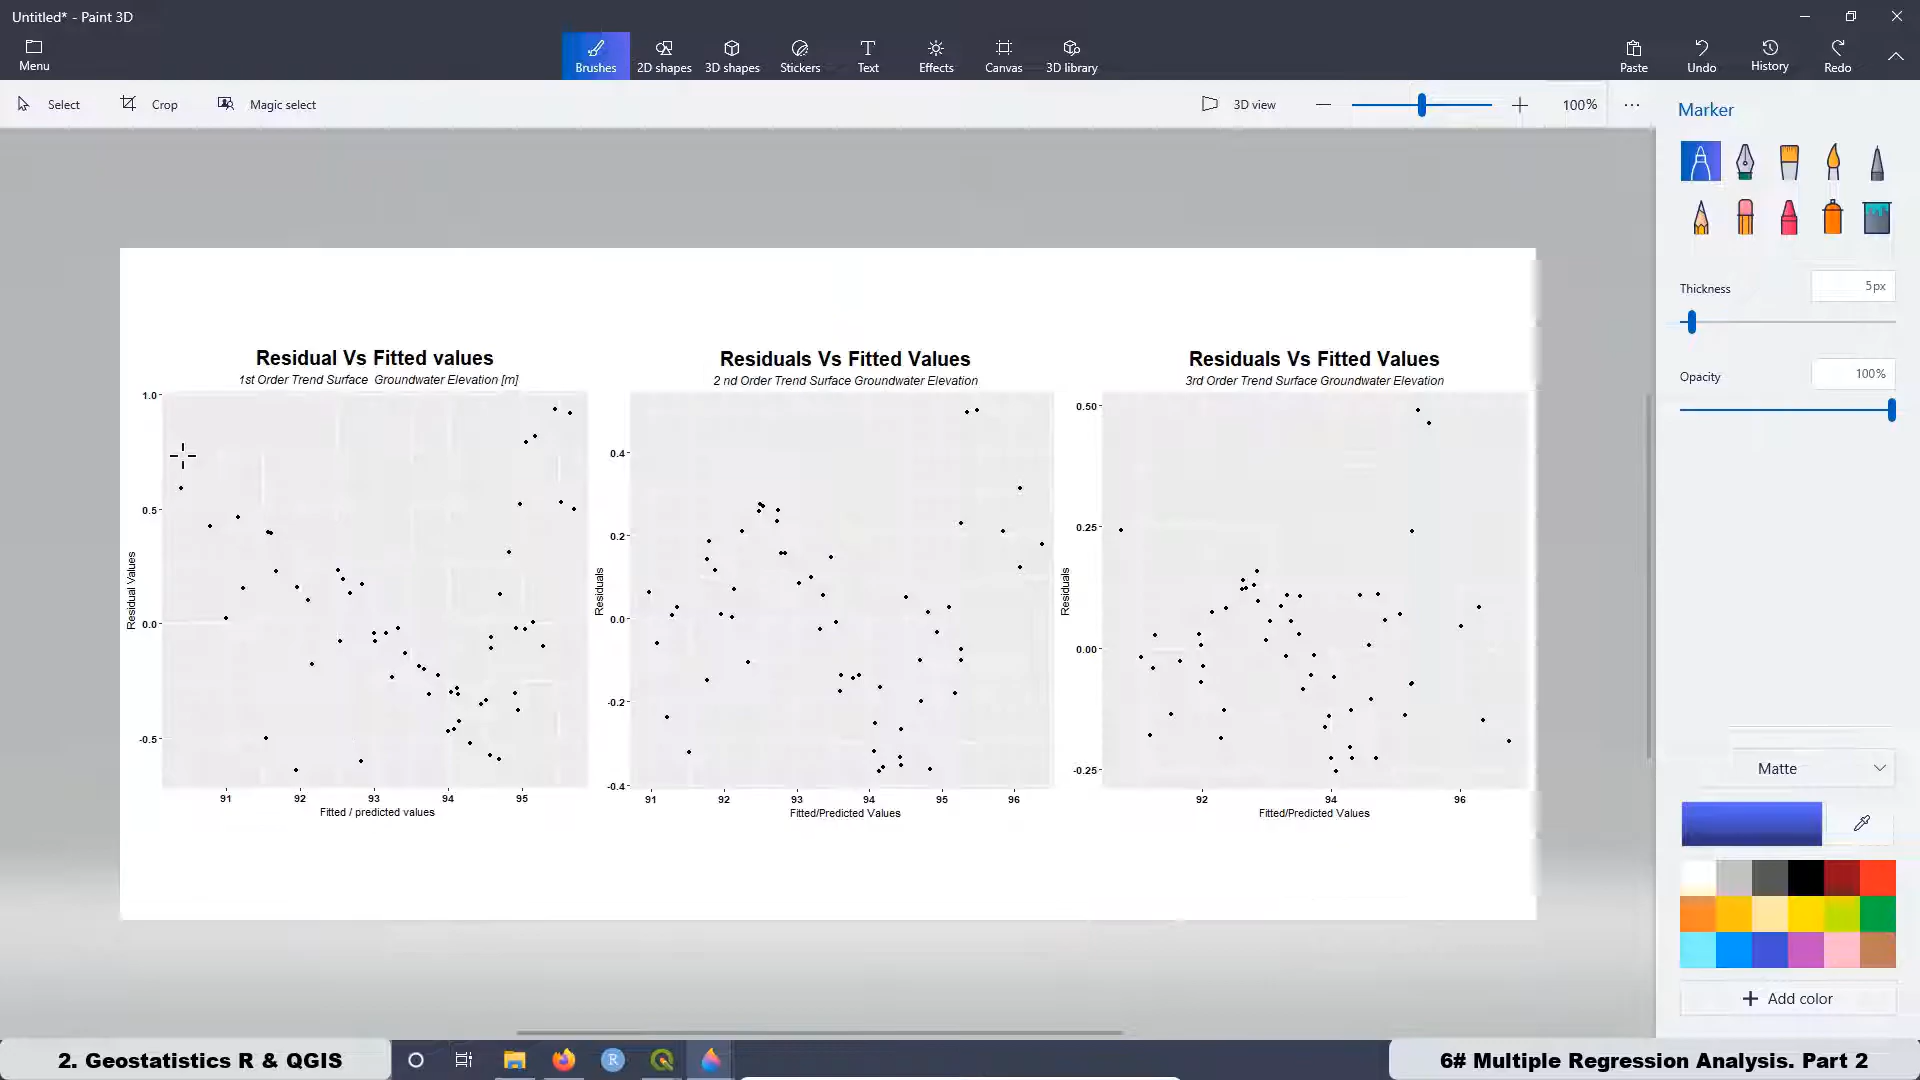 Untitled* - Paint 3D
Menu
Brushes
2D shapes
3D shapes
Stickers
Text
Effects
Canvas
3D library
Paste
Undo
History
Redo
Select
Crop
Magic select
3D view
100%
Marker
Thickness
5px
Opacity
100%
Matte
Add color
Residual Vs Fitted values
1st Order Trend Surface Groundwater Elevation [m]
1.0
0.5
0.0
-0.5
Residual Values
91 92 93 94 95
Fitted / predicted values
Residuals Vs Fitted Values
2 nd Order Trend Surface Groundwater Elevation
0.4
0.2
0.0
-0.2
-0.4
Residuals
91 92 93 94 95 96
Fitted/Predicted Values
Residuals Vs Fitted Values
3rd Order Trend Surface Groundwater Elevation
0.50
0.25
0.00
-0.25
Residuals
92 94 96
Fitted/Predicted Values
2. Geostatistics R & QGIS
R
6# Multiple Regression Analysis. Part 2